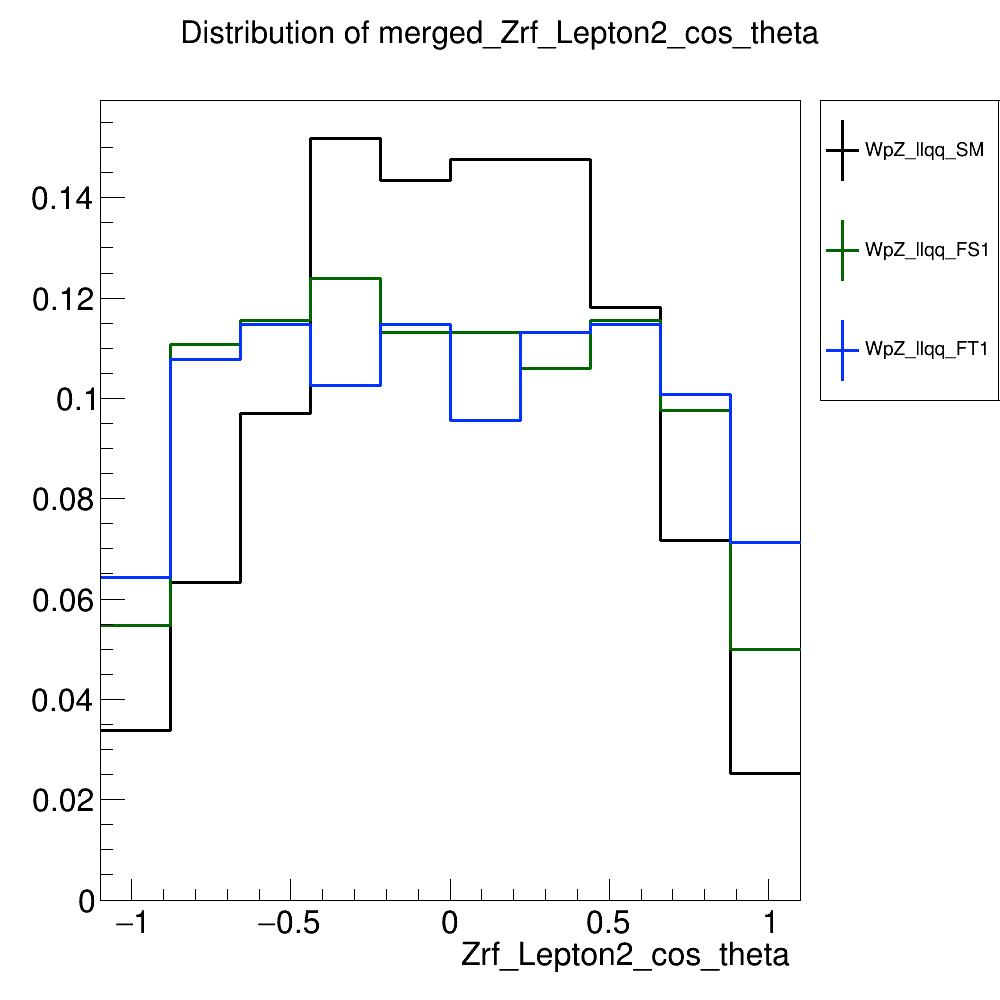 Distribution of merged_Zrf_Lepton2_cos_theta
WpZ_llqq_SM
WpZ_llqq_FS1
WpZ_llqq_FT1
0.14
0.12
0.1
0.08
0.06
0.04
0.02
0
−1 −0.5 0 0.5 1
Zrf_Lepton2_cos_theta